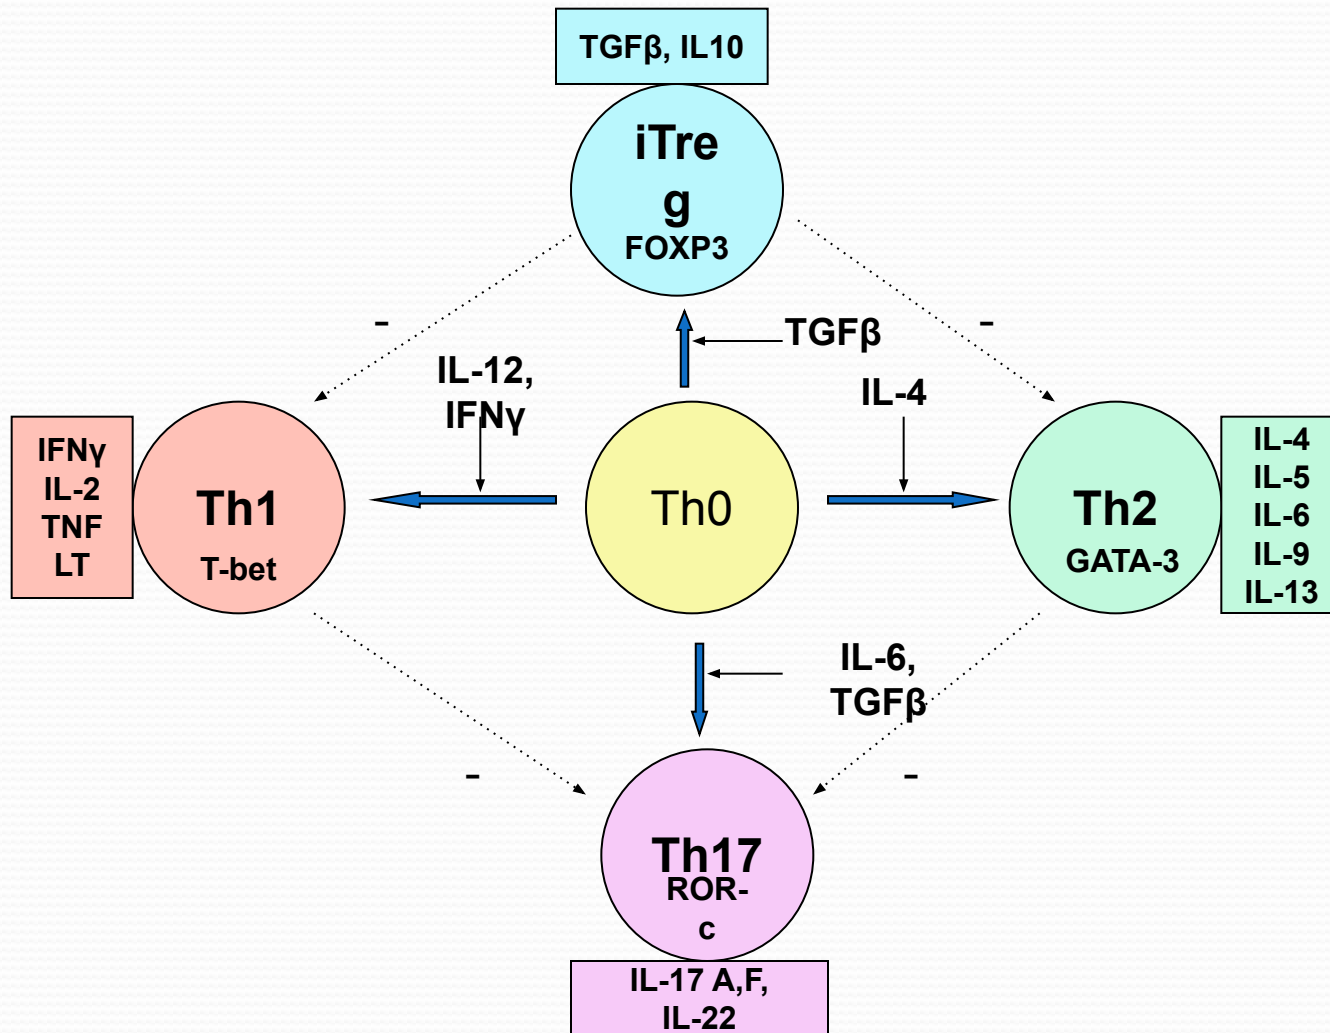 TGFβ, IL10
iTre
g
FOXP3
-
-
TGFβ
IL-12,
IFNγ
IL-4
IFNγ
IL-2
TNF
LT
Th1
T-bet
Th0
Th2
GATA-3
IL-4
IL-5
IL-6
IL-9
IL-13
IL-6,
TGFβ
-
-
Th17
ROR-
c
IL-17 A,F,
IL-22